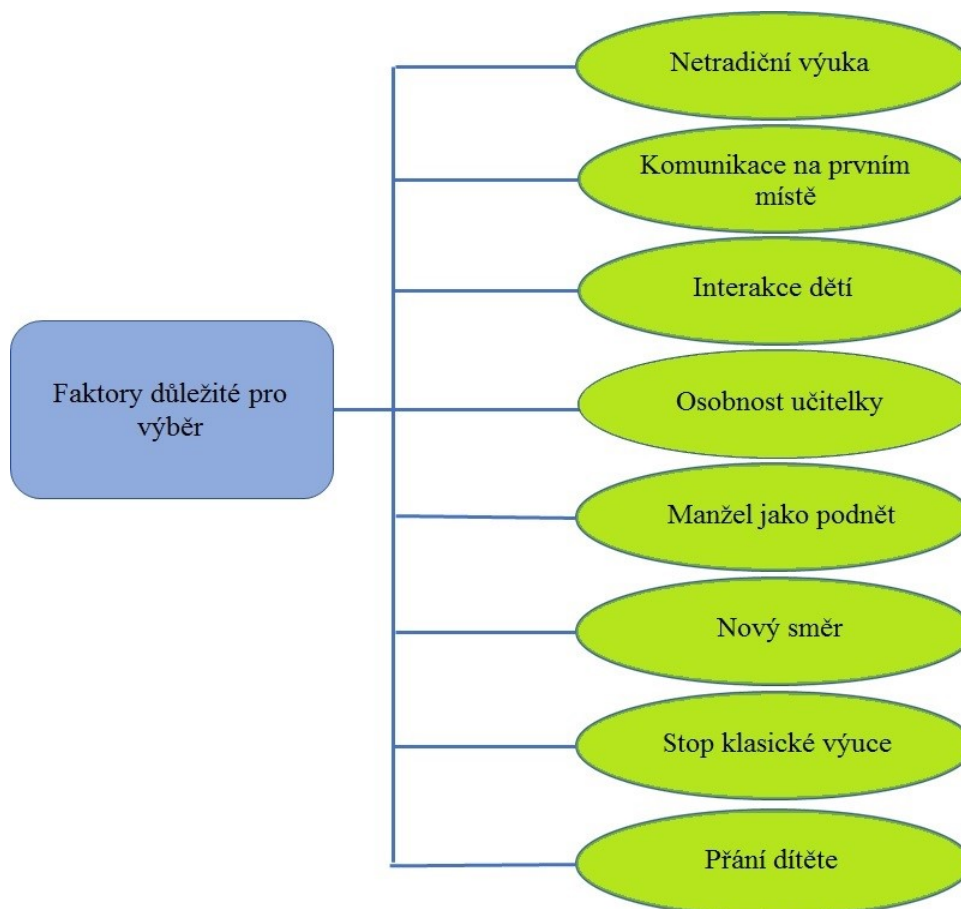 Netradiční výuka
Komunikace na prvním
místě
Interakce dětí
Faktory důležité pro
výběr
Osobnost učitelky
Manžel jako podnět
Nový směr
Stop klasické výuce
Přání dítěte